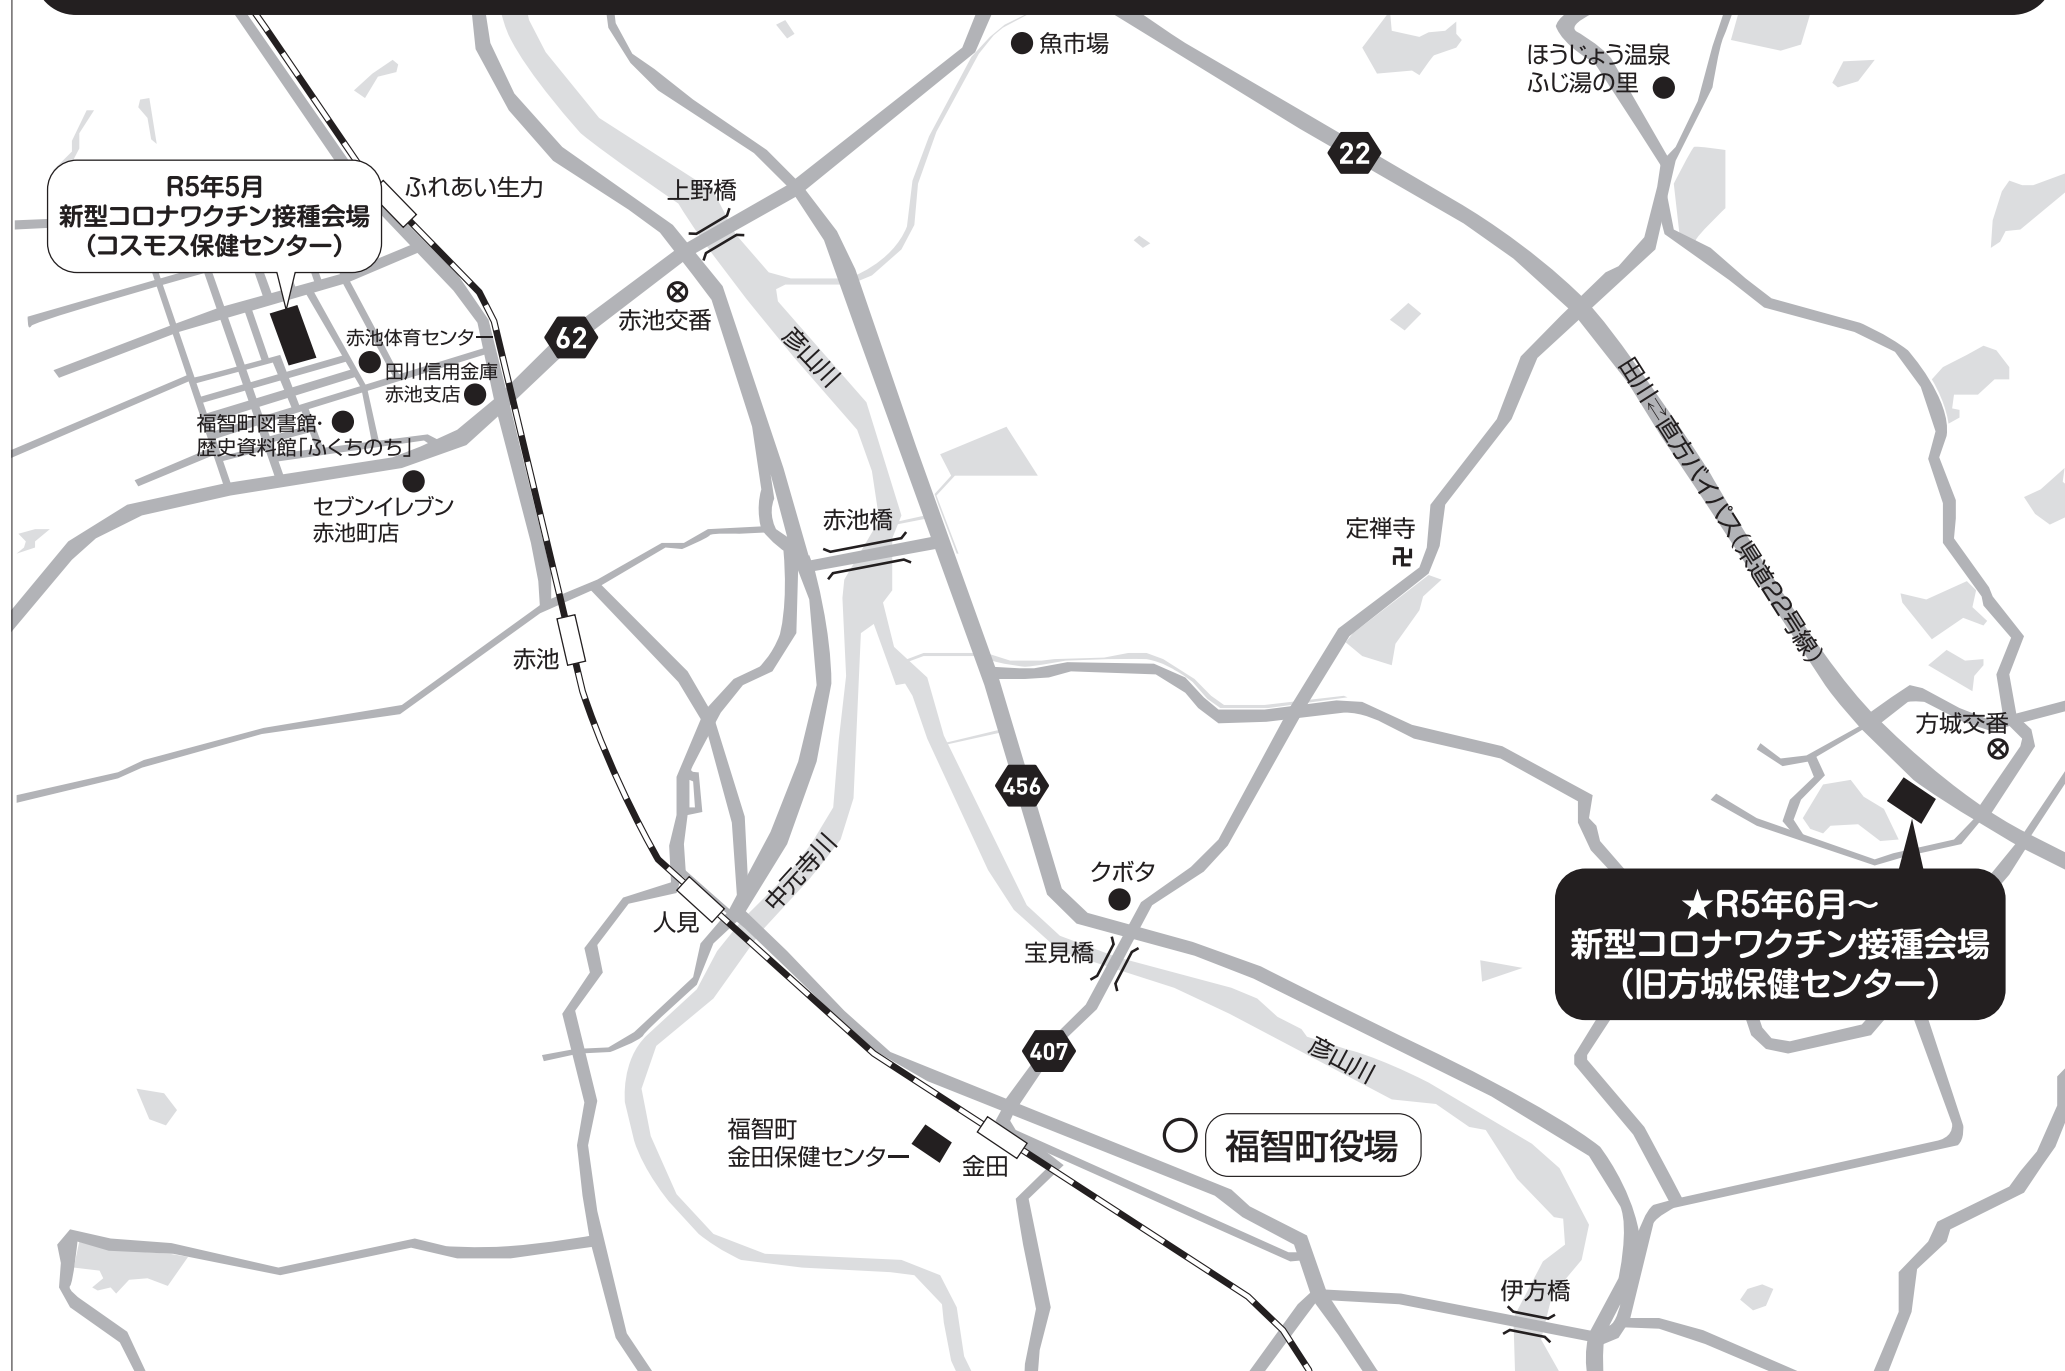 魚市場
ほうじょう温泉
ふじ湯の里
22
R5年5月
新型コロナワクチン接種会場
（コスモス保健センター）
ふれあい生力
上野橋
赤池交番
62
彦山川
赤池体育センター
田川信用金庫
赤池支店
福智町図書館・
歴史資料館「ふくちのち」
セブンイレブン
赤池町店
田川⇄直方バイパス（県道22号線）
赤池橋
定禅寺
卍
赤池
方城交番
456
中元寺川
クボタ
人見
宝見橋
★R5年6月～
新型コロナワクチン接種会場
（旧方城保健センター）
407
彦山川
福智町
金田保健センター
金田
福智町役場
伊方橋